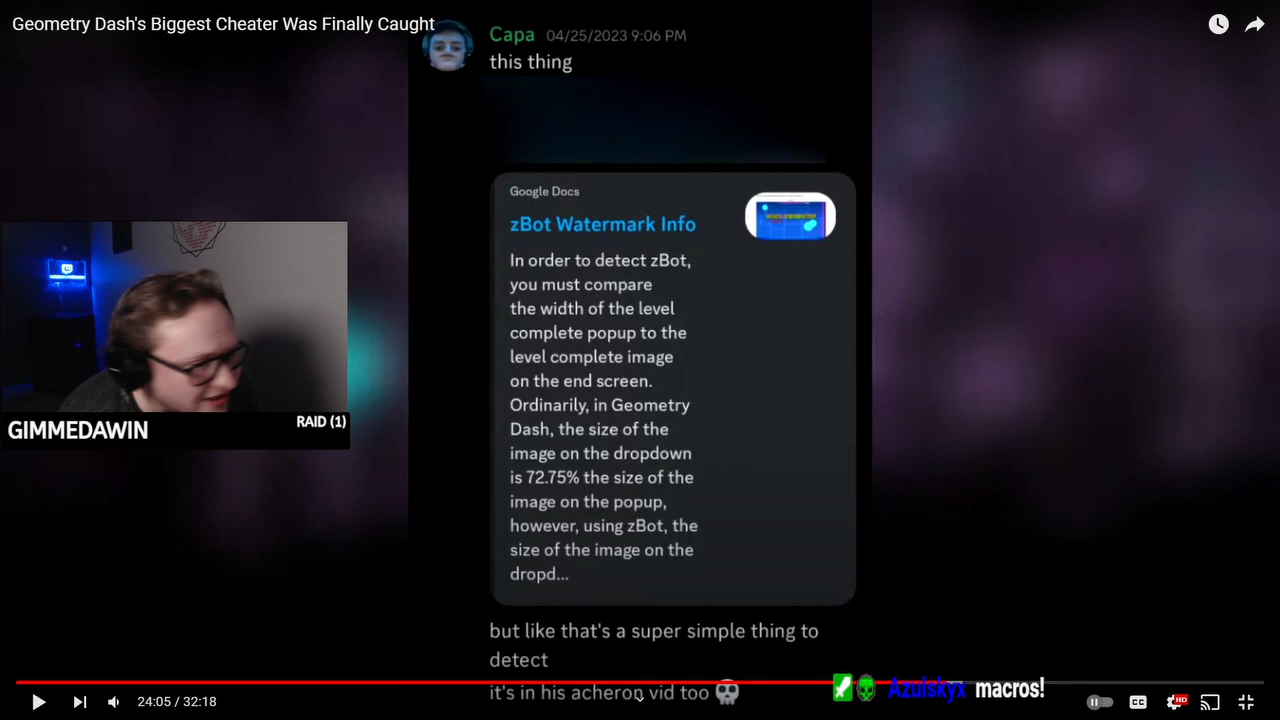 Geometry Dash's Biggest Cheater Was Finally Caught
Capa 04/25/2023 9:06 PM
this thing
Google Docs
zBot Watermark Info
In order to detect zBot,
you must compare
the width of the level
complete popup to the
level complete image
on the end screen.
Ordinarily, in Geometry
Dash, the size of the
image on the dropdown
is 72.75% the size of the
image on the popup,
however, using zBot, the
size of the image on the
dropd...
but like that's a super simple thing to
detect
it's in his acheron vid too
GIMMEDAWIN
RAID (1)
Azulskyx macros!
24:05 / 32:18
CC
HD